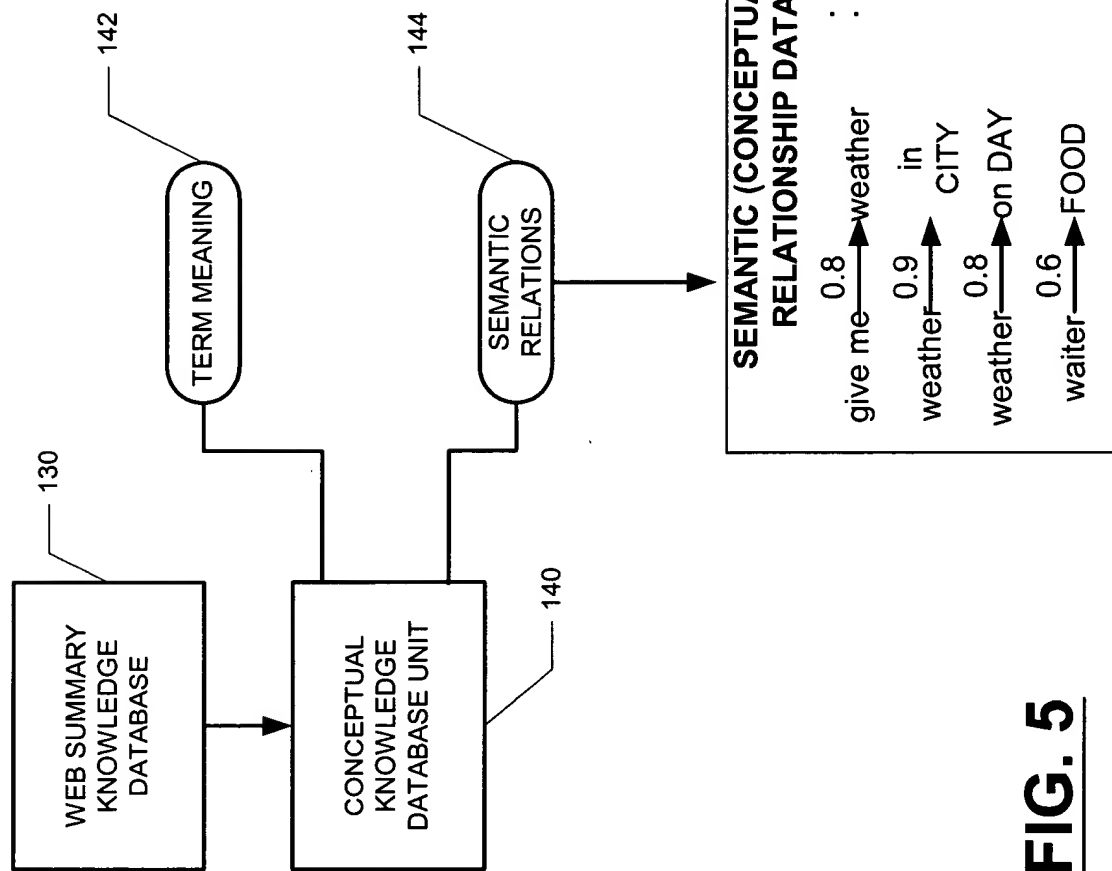 130
WEB SUMMARY
KNOWLEDGE
DATABASE
142
TERM MEANING
CONCEPTUAL
KNOWLEDGE
DATABASE UNIT
140
144
SEMANTIC
RELATIONS
SEMANTIC (CONCEPTUA
RELATIONSHIP DATA
give me 0.8 weather
weather 0.9 in
CITY
weather 0.8 on DAY
waiter 0.6 FOOD
FIG. 5